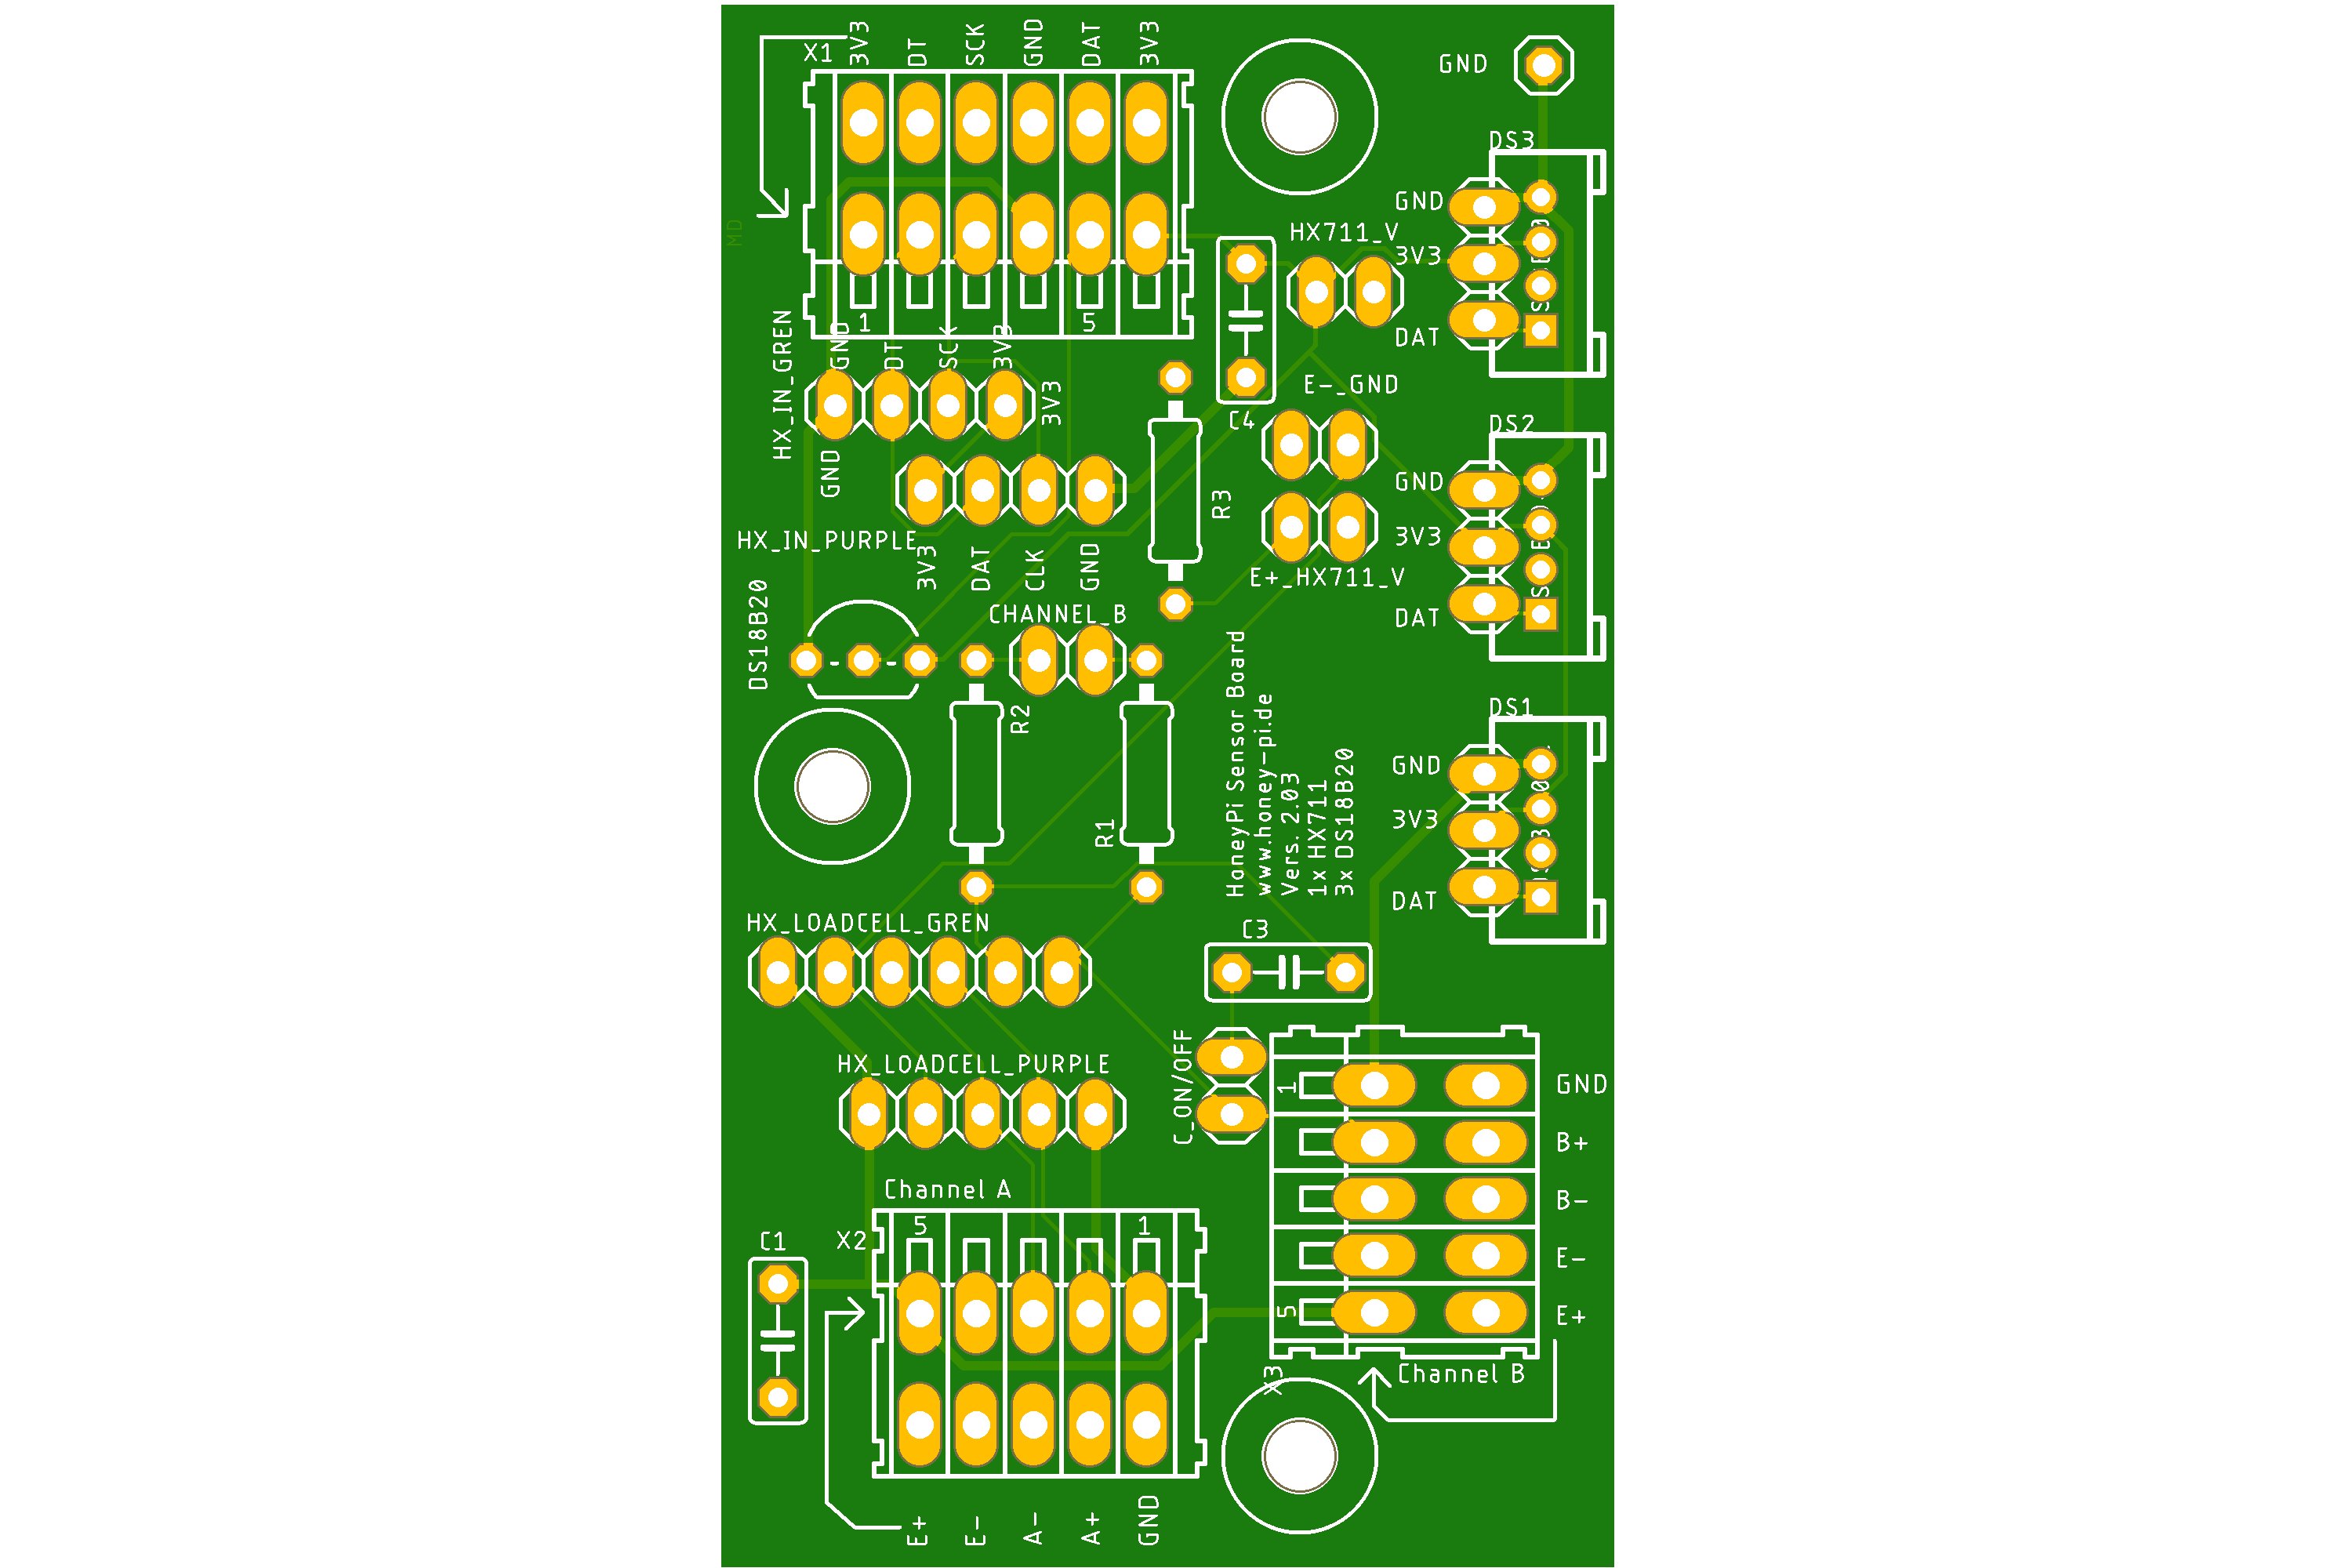 X1
3V3
DT
SCK
GND
DAT
3V3
GND
DS3
MD
GND
HX711_V
3V3
1
5
DAT
HX_IN_GREEN
GND
DT
SCK
3V3
3V3
E-_GND
C4
DS2
GND
GND
R3
3V3
HX_IN_PURPLE
3V3
DAT
CLK
GND
E+_HX711_V
DS18B20
CHANNEL_B
DAT
R2
DS1
HoneyPi Sensor Board
www.honey-pi.de
Vers. 2.03
1x HX711
3x DS18B20
GND
3V3
R1
DAT
HX_LOADCELL_GREN
C3
C_ON/OFF
HX_LOADCELL_PURPLE
1
GND
B+
B-
E-
E+
5
Channel A
5
1
C1
X2
X3
Channel B
E+
E-
A-
A+
GND